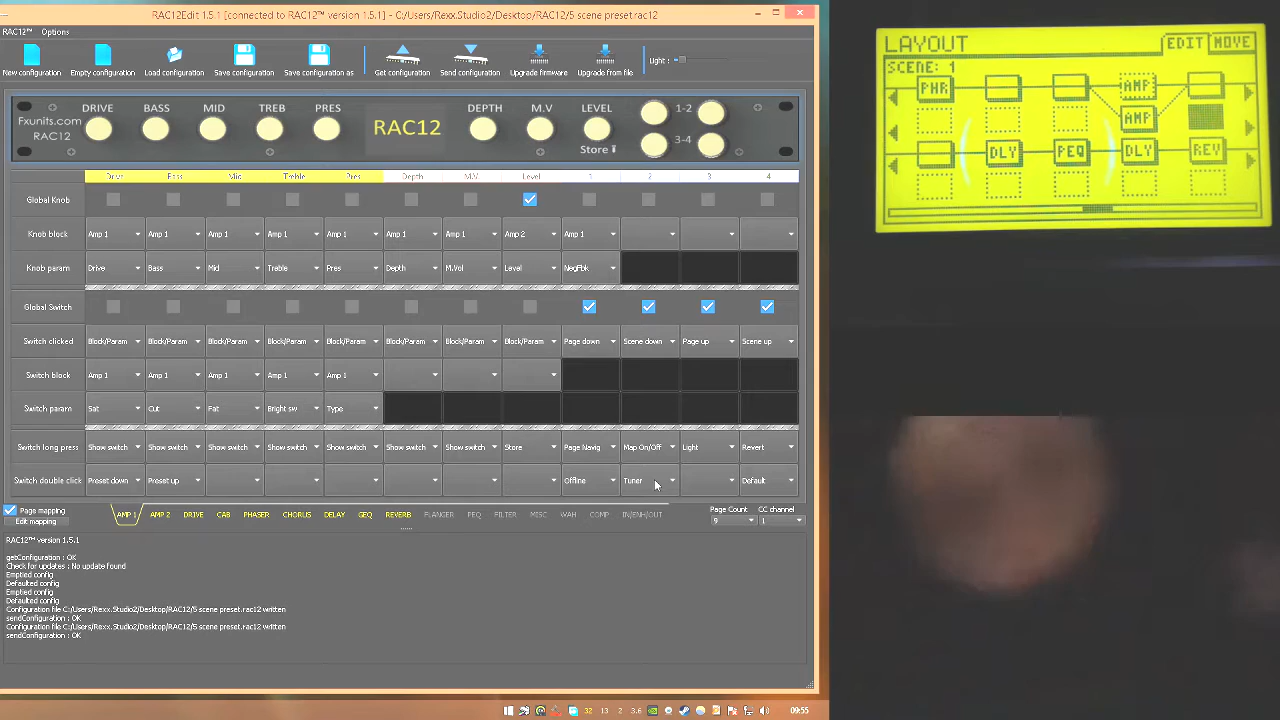 RAC12Edit 1.5.1 [connected to RAC12™ version 1.5.1] - C:/Users/Rexx.Studio2/Desktop/RAC12/5 scene preset.rac12
RAC12™ Options
New configuration Empty configuration Load configuration Save configuration Save configuration as Get configuration Send configuration Upgrade firmware Upgrade from file Light :
DRIVE BASS MID TREB PRES DEPTH M.V LEVEL 1-2
Fxunits.com
RAC12
RAC12
3-4
Store
Drive Bass Mid Treble Pres Depth M.V. Level 1 2 3 4
Global Knob
Knob block Amp 1 Amp 1 Amp 1 Amp 1 Amp 1 Amp 1 Amp 1 Amp 2 Amp 1
Knob param Drive Bass Mid Treble Pres Depth M.Vol Level NegFbk
Global Switch
Switch clicked Block/Param Block/Param Block/Param Block/Param Block/Param Block/Param Block/Param Block/Param Page down Scene down Page up Scene up
Switch block Amp 1 Amp 1 Amp 1 Amp 1 Amp 1
Switch param Sat Cut Fat Bright sw Type
Switch long press Show switch Show switch Show switch Show switch Show switch Show switch Show switch Store Page Navig Map On/Off Light Revert
Switch double click Preset down Preset up Offline Tuner Default
Page mapping
Edit mapping
AMP 1 AMP 2 DRIVE CAB PHASER CHORUS DELAY GEQ REVERB FLANGER PEQ FILTER MISC WAH COMP IN/ENH/OUT
Page Count CC channel
9 1
RAC12™ version 1.5.1
getConfiguration : OK
Check for updates : No update found
Emptied config
Defaulted config
Emptied config
Defaulted config
Configuration file C:/Users/Rexx.Studio2/Desktop/RAC12/5 scene preset.rac12 written
sendConfiguration : OK
Configuration file C:/Users/Rexx.Studio2/Desktop/RAC12/5 scene preset.rac12 written
sendConfiguration : OK
32 13 2 3.6 09:55
LAYOUT EDIT MOVE
SCENE: 1
PHR AMP
AMP
DLY PEQ DLY REV